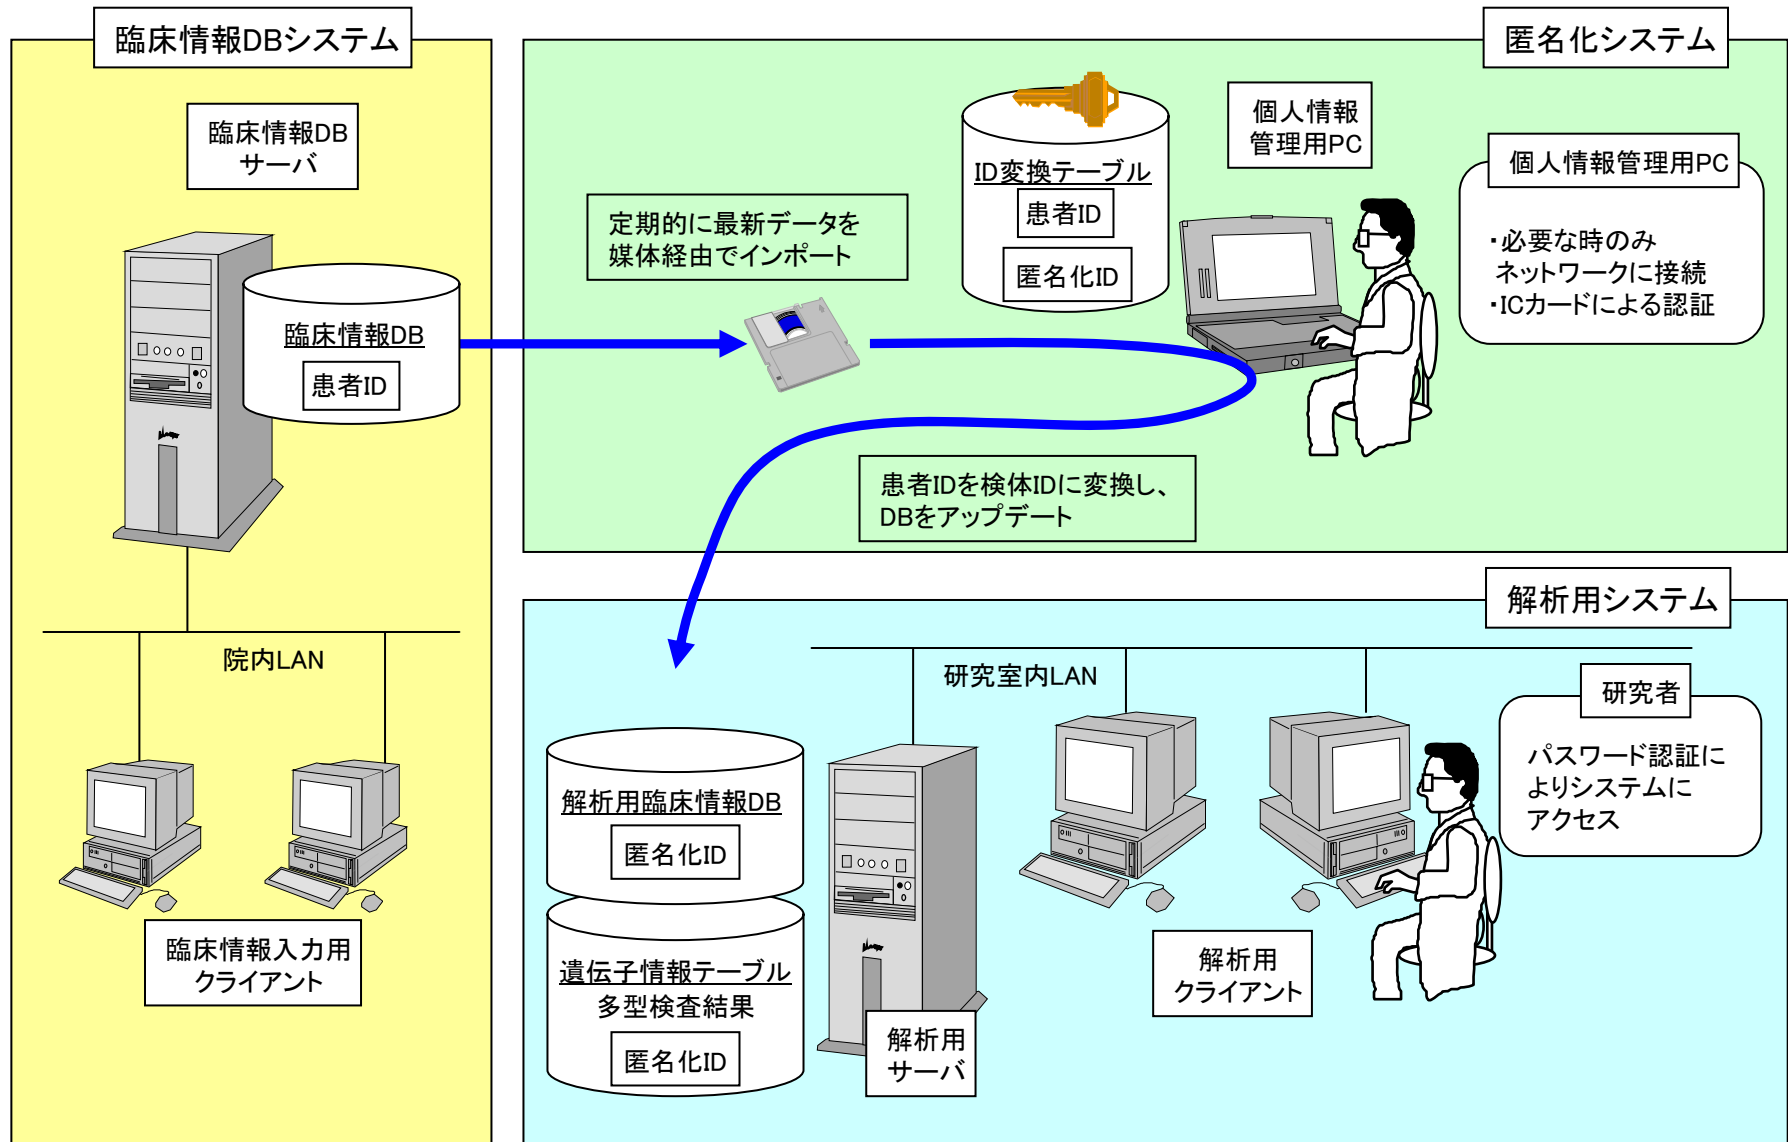 臨床情報DBシステム
臨床情報DB
サーバ
臨床情報DB
患者ID
院内LAN
臨床情報入力用
クライアント
匿名化システム
定期的に最新データを
媒体経由でインポート
ID変換テーブル
患者ID
匿名化ID
個人情報
管理用PC
個人情報管理用PC
・必要な時のみ
ネットワークに接続
・ICカードによる認証
患者IDを検体IDに変換し、
DBをアップデート
解析用システム
研究室内LAN
解析用臨床情報DB
匿名化ID
遺伝子情報テーブル
多型検査結果
匿名化ID
解析用
サーバ
解析用
クライアント
研究者
パスワード認証に
よりシステムに
アクセス